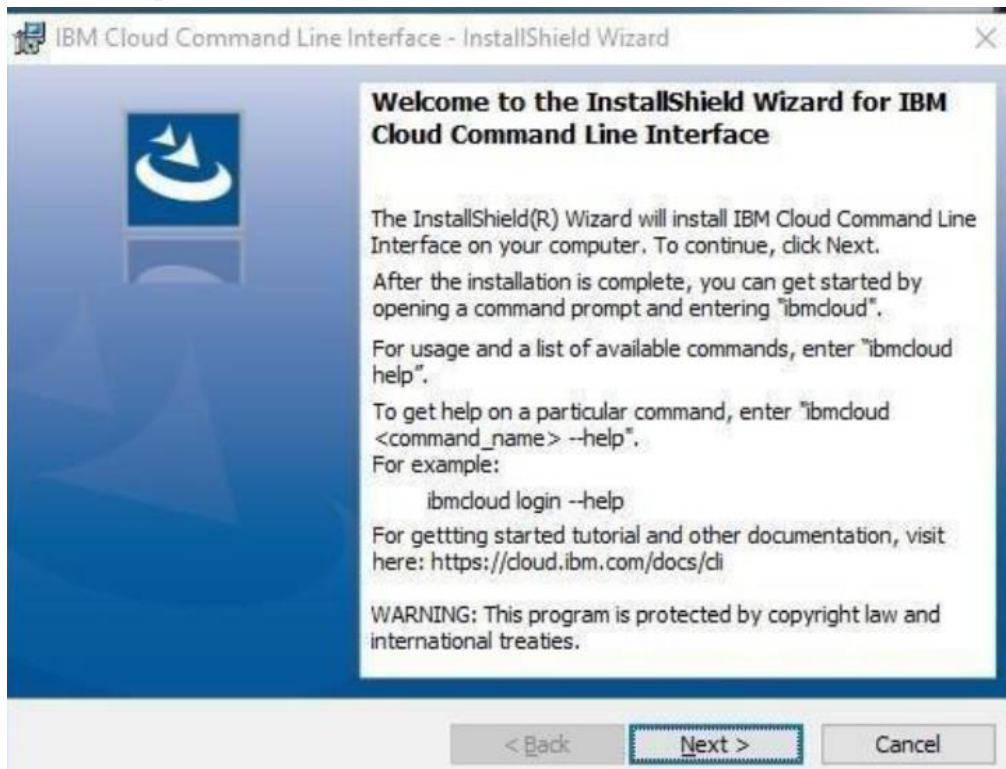 IBM Cloud Command Line Interface - InstallShield Wizard
Welcome to the InstallShield Wizard for IBM
Cloud Command Line Interface
The InstallShield(R) Wizard will install IBM Cloud Command Line
Interface on your computer. To continue, click Next.
After the installation is complete, you can get started by
opening a command prompt and entering "ibmcloud".
For usage and a list of available commands, enter "ibmcloud
help".
To get help on a particular command, enter "ibmcloud
<command_name> --help".
For example:
ibmcloud login --help
For gettting started tutorial and other documentation, visit
here: https://cloud.ibm.com/docs/cli
WARNING: This program is protected by copyright law and
international treaties.
< Back Next > Cancel